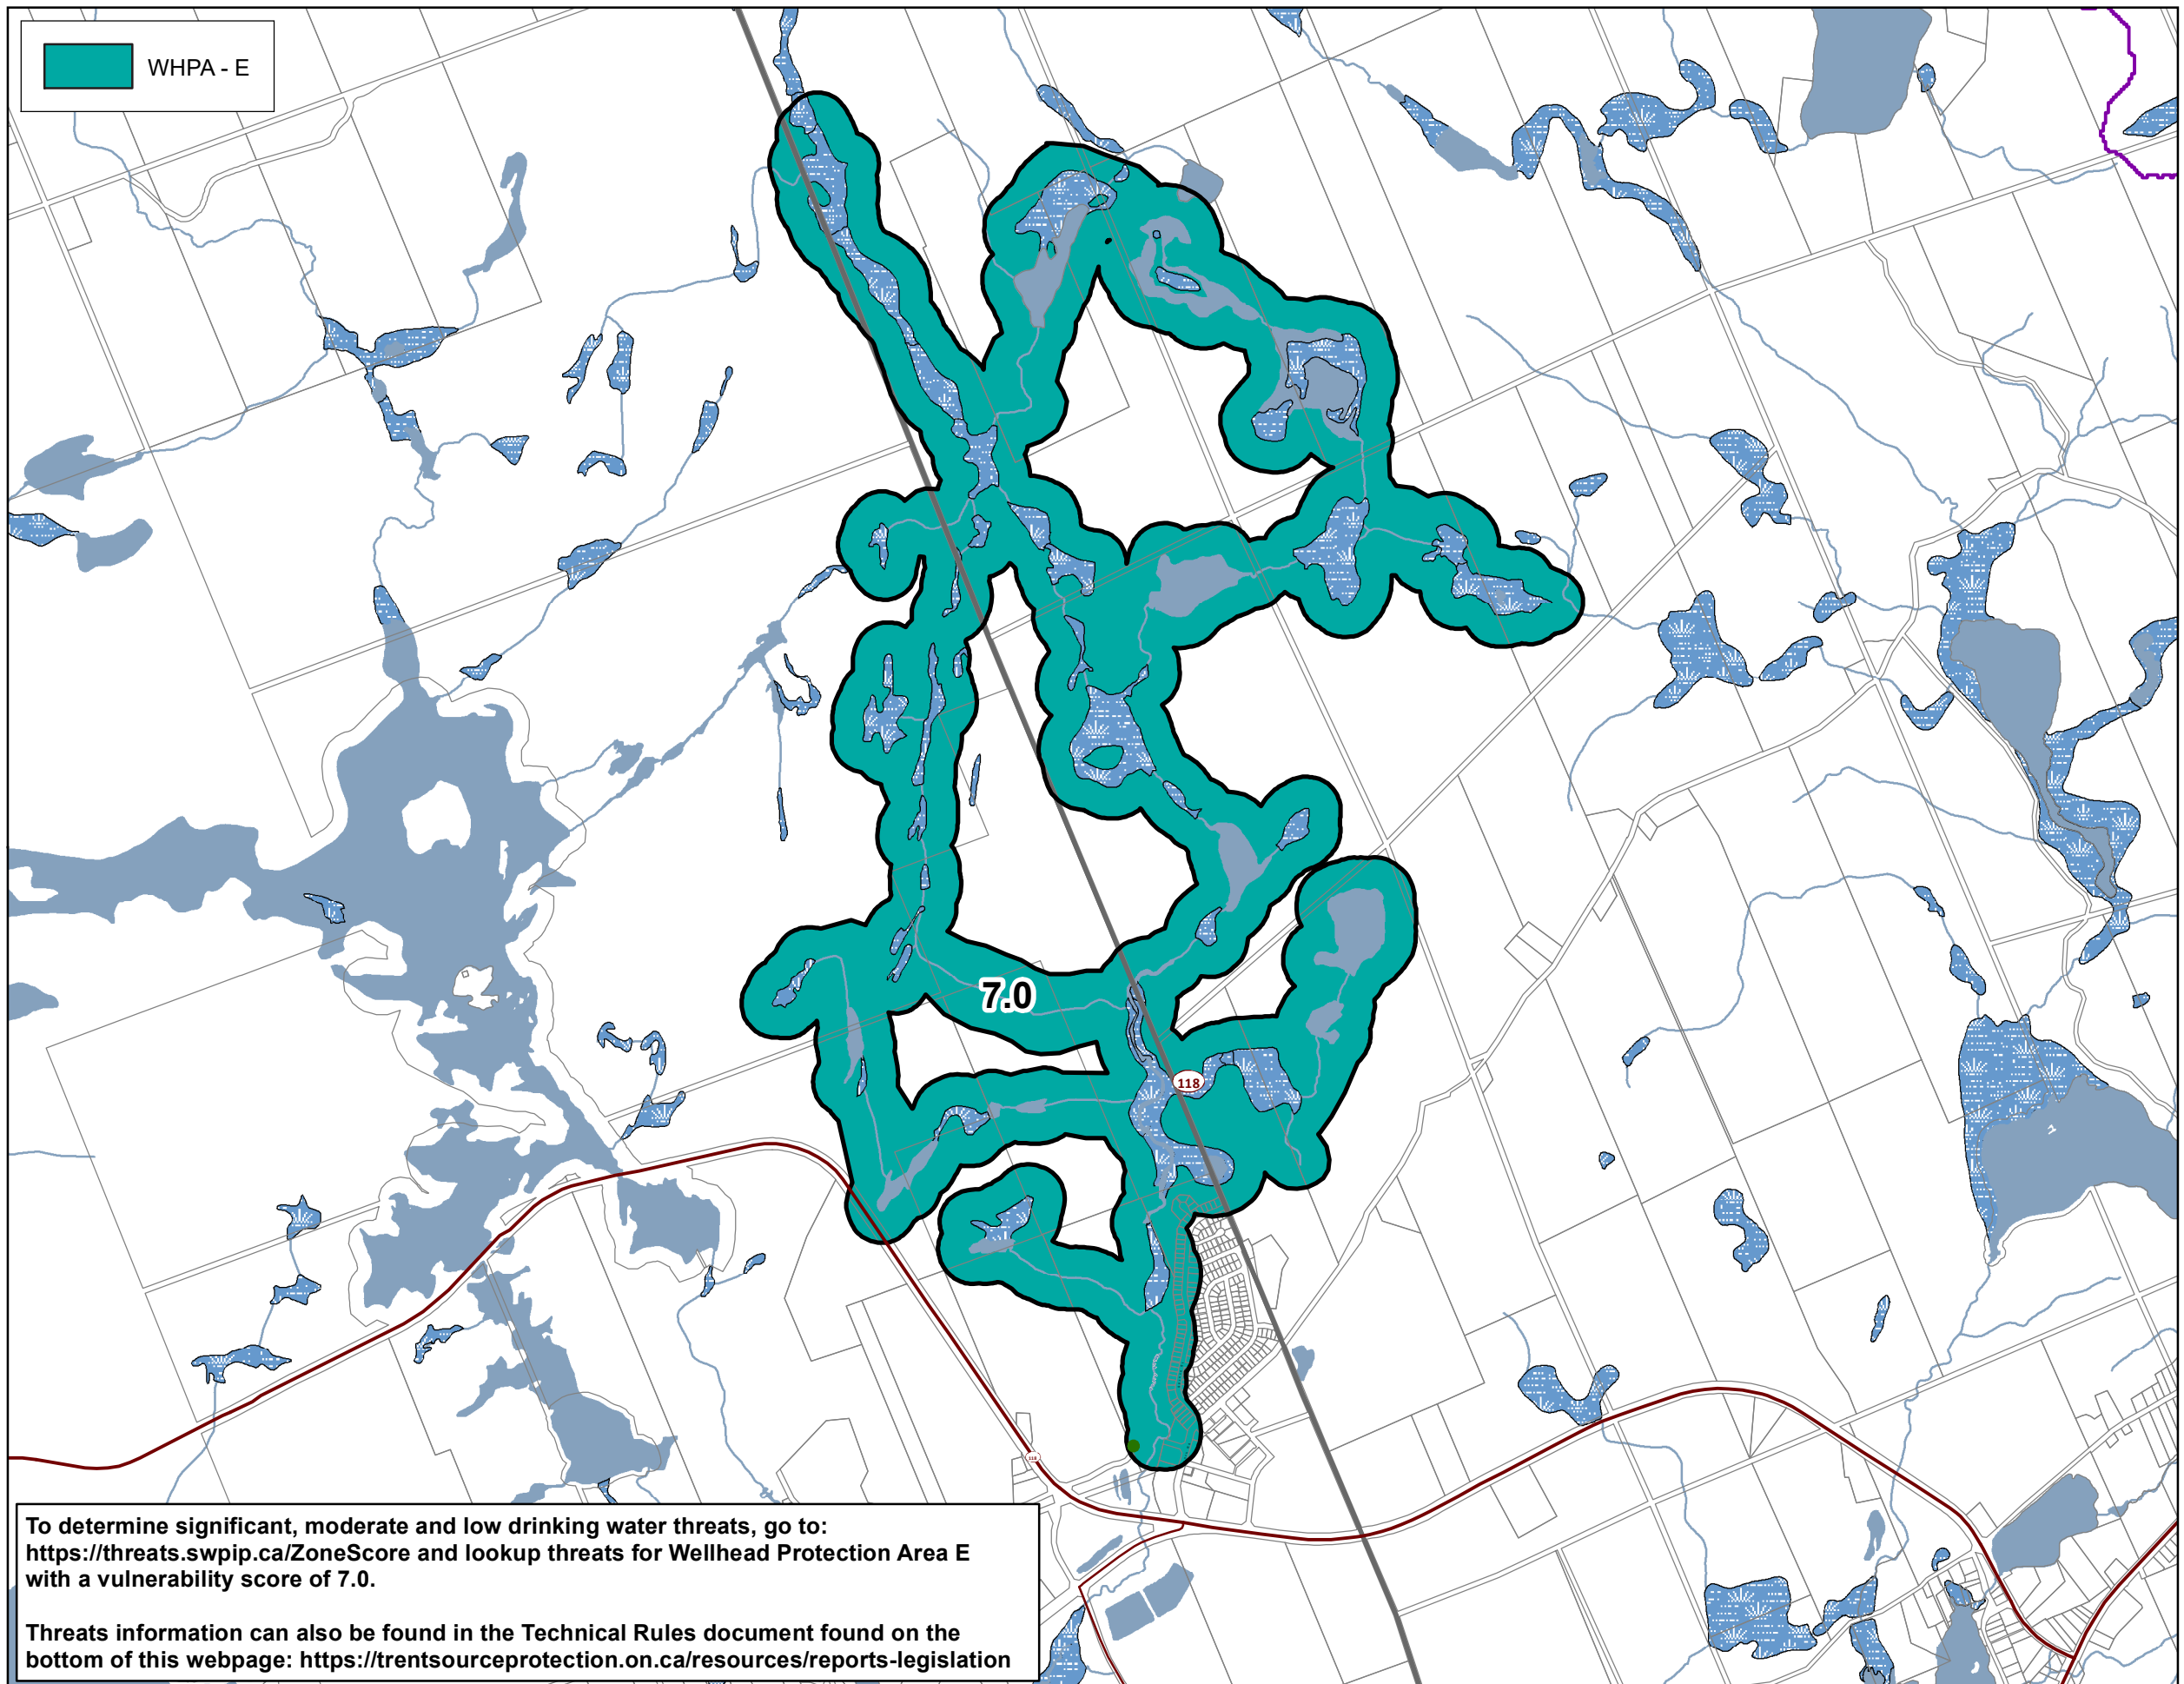 WHPA - E
7.0
118
118
To determine significant, moderate and low drinking water threats, go to:
https://threats.swpip.ca/ZoneScore and lookup threats for Wellhead Protection Area E
with a vulnerability score of 7.0.
Threats information can also be found in the Technical Rules document found on the
bottom of this webpage: https://trentsourceprotection.on.ca/resources/reports-legislation